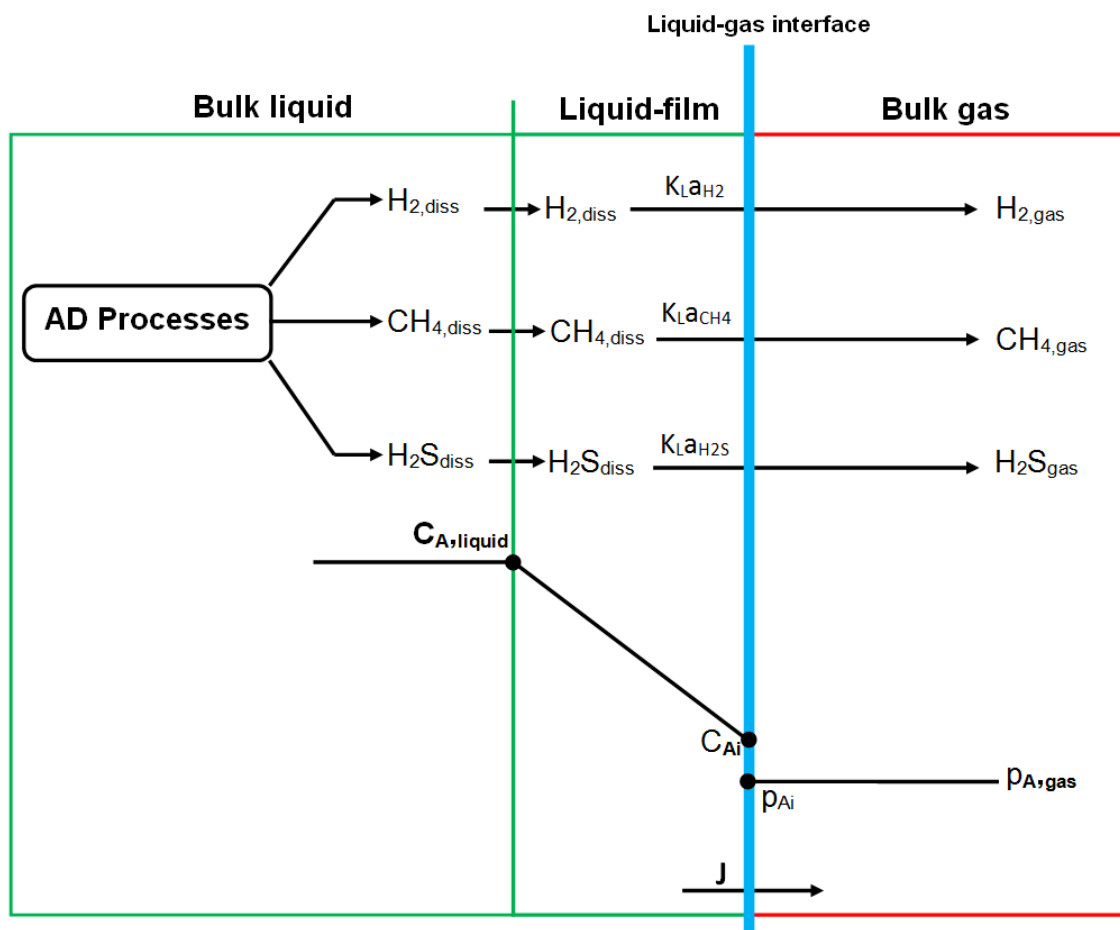 Liquid-gas interface
Bulk liquid
Liquid-film
Bulk gas
H2,diss
H2,diss
KLaH2
H2,gas
AD Processes
CH4,diss
CH4,diss
KLaCH4
CH4,gas
H2Sdiss
H2Sdiss
KLaH2S
H2Sgas
CA,liquid
CAi
pAi
pA,gas
J